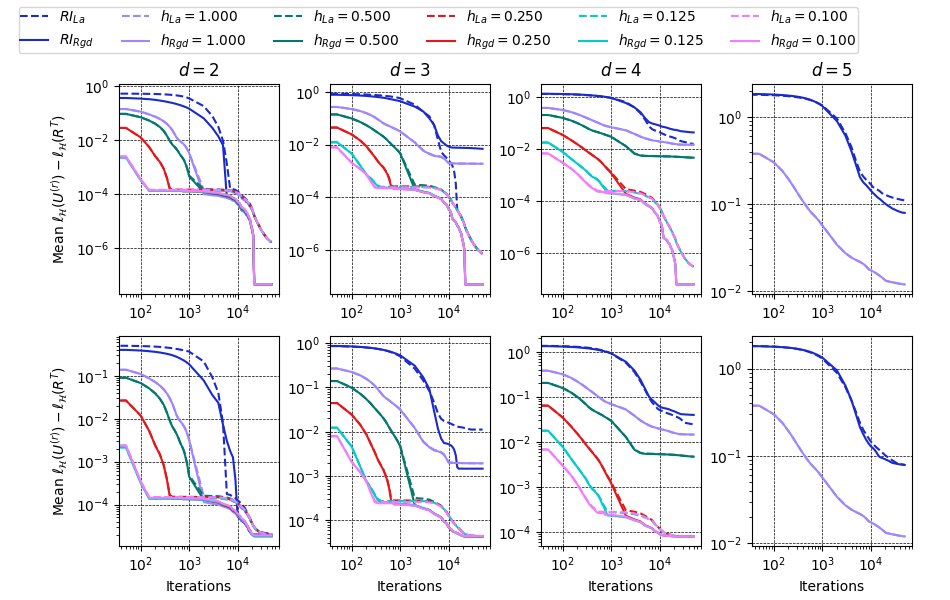 RI_La h_La = 1.000 h_La = 0.500 h_La = 0.250 h_La = 0.125 h_La = 0.100
RI_Rgd h_Rgd = 1.000 h_Rgd = 0.500 h_Rgd = 0.250 h_Rgd = 0.125 h_Rgd = 0.100
d = 2 d = 3 d = 4 d = 5
Mean ℓ_ℋ(U^(r)) − ℓ_ℋ(R^T)
10^0 10^−2 10^−4 10^−6
10^2 10^3 10^4
10^0 10^−2 10^−4 10^−6
10^2 10^3 10^4
10^0 10^−2 10^−4 10^−6
10^2 10^3 10^4
10^0 10^−1 10^−2
10^2 10^3 10^4
Mean ℓ_ℋ(U^(r)) − ℓ_ℋ(R^T)
10^−1 10^−2 10^−3 10^−4
10^2 10^3 10^4
Iterations
10^0 10^−1 10^−2 10^−3 10^−4
10^2 10^3 10^4
Iterations
10^0 10^−1 10^−2 10^−3 10^−4
10^2 10^3 10^4
Iterations
10^0 10^−1 10^−2
10^2 10^3 10^4
Iterations